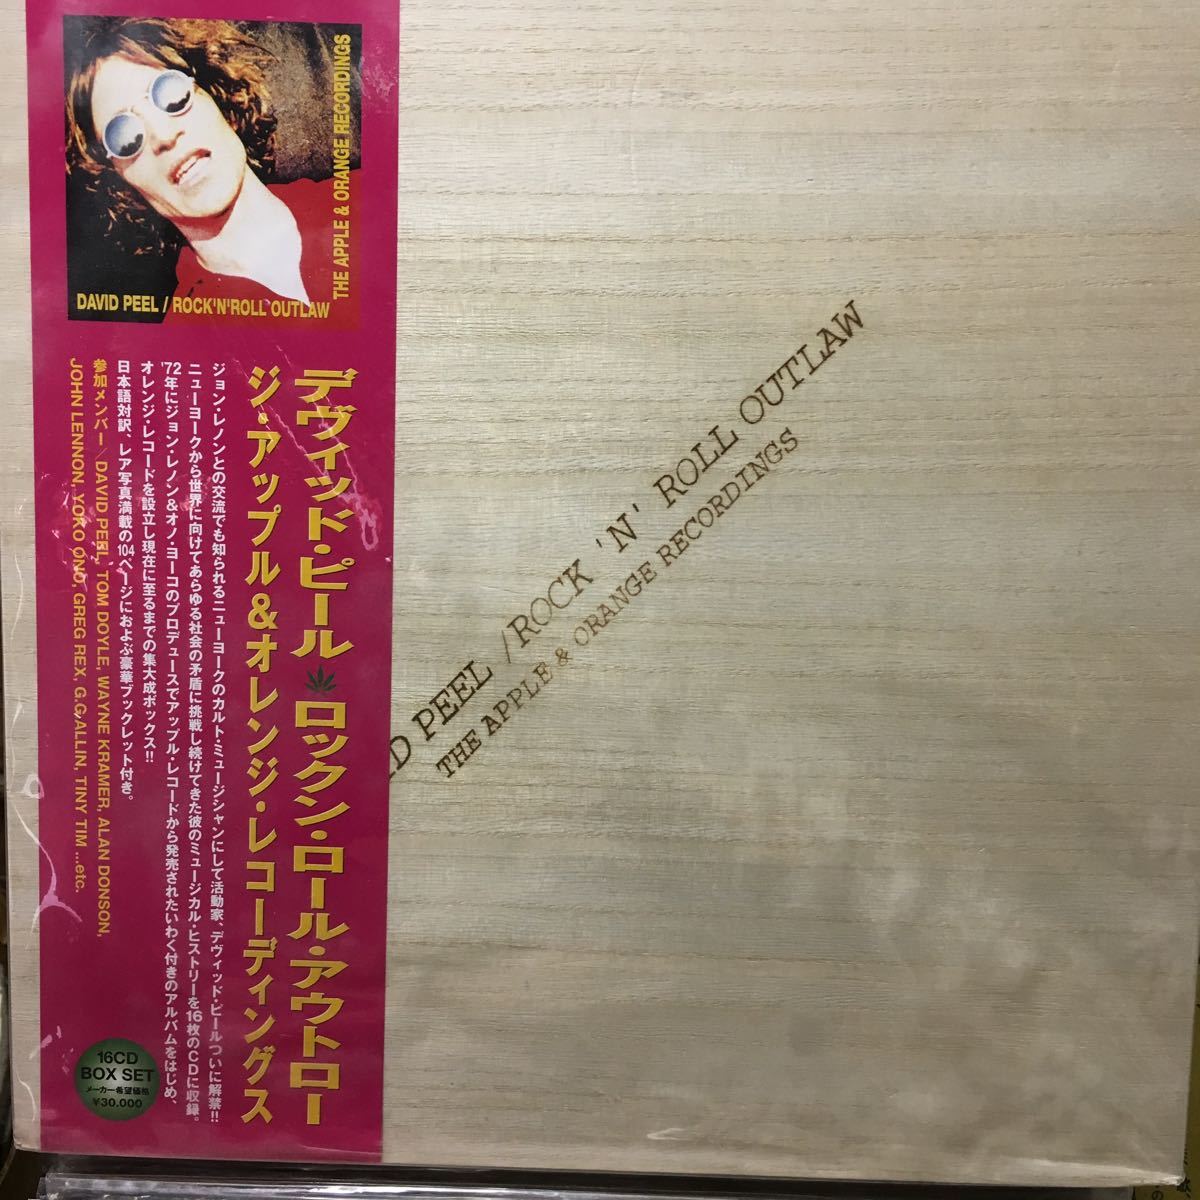 DAVID PEEL / ROCK'N'ROLL OUTLAW
THE APPLE & ORANGE RECORDINGS
デヴィッド・ピール ロックン・ロール・アウトロー
ジ・アップル&オレンジ・レコーディングス
ジョン・レノンとの交流でも知られるニューヨークのカルト・ミュージシャンにして活動家、デヴィッド・ピールついに解禁!!
ニューヨークから世界に向けてあらゆる社会の矛盾に挑戦し続けてきた彼のミュージカル・ヒストリーを16枚のCDに収録。
'72年にジョン・レノン&オノ・ヨーコのプロデュースでアップル・レコードから発売されたいわく付きのアルバムをはじめ、
オレンジ・レコードを設立し現在に至るまでの集大成ボックス!!
日本語対訳、レア写真満載の104ページにおよぶ豪華ブックレット付き。
参加メンバー/DAVID PEEL, TOM DOYLE, WAYNE KRAMER, ALAN DONSON,
JOHN LENNON, YOKO ONO, GREG REX, G.G.ALLIN, TINY TIM ...etc.
16CD
BOX SET
メーカー希望価格
¥30.000
D PEEL /ROCK 'N' ROLL OUTLAW
THE APPLE & ORANGE RECORDINGS